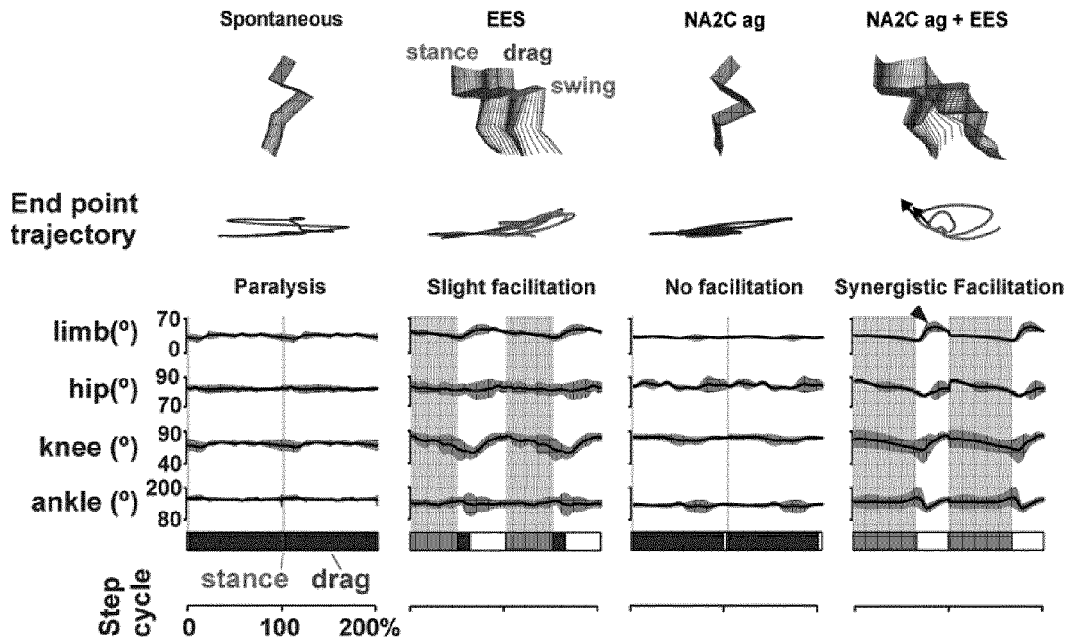 Spontaneous EES NA2C ag NA2C ag + EES
stance drag
swing
End point
trajectory
Paralysis Slight facilitation No facilitation Synergistic Facilitation
limb(º) 70
0
hip(º) 90
70
knee (º) 90
40
ankle (º) 200
80
stance drag
Step
cycle
0 100 200%